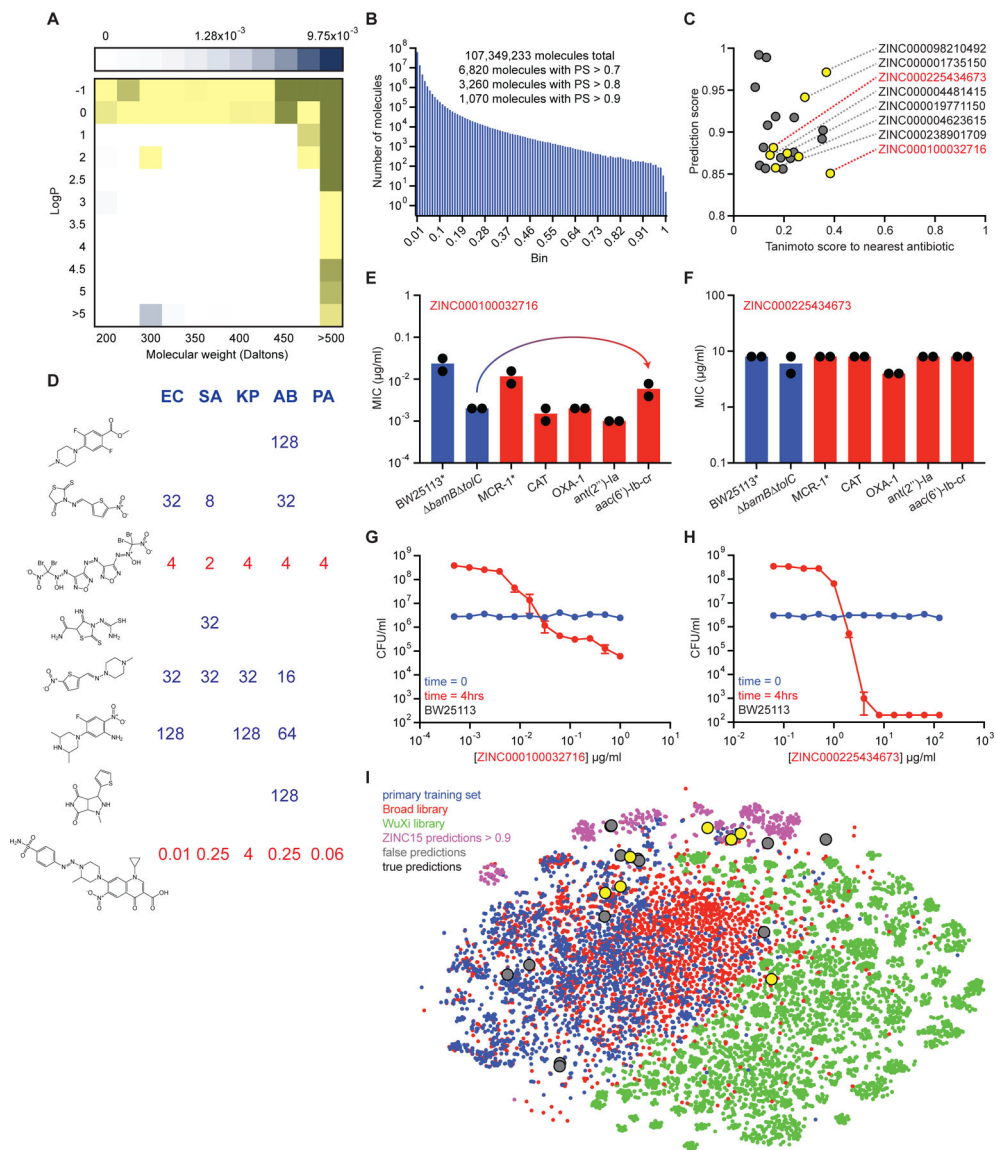 A
0
1.28x10⁻³
9.75x10⁻³
LogP
-1
0
1
2
2.5
3
3.5
4
4.5
5
>5
200
300
350
400
450
>500
Molecular weight (Daltons)
B
107,349,233 molecules total
6,820 molecules with PS > 0.7
3,260 molecules with PS > 0.8
1,070 molecules with PS > 0.9
Number of molecules
10⁸
10⁷
10⁶
10⁵
10⁴
10³
10²
10¹
10⁰
0.01
0.1
0.19
0.28
0.37
0.46
0.55
0.64
0.73
0.82
0.91
1
Bin
C
Prediction score
1
0.95
0.9
0.85
0.8
0
0.2
0.4
0.6
0.8
1
Tanimoto score to nearest antibiotic
ZINC000098210492
ZINC000001735150
ZINC000225434673
ZINC000004481415
ZINC000019771150
ZINC000004623615
ZINC000238901709
ZINC000100032716
D
EC SA KP AB PA
128
32 8 32
4 2 4 4 4
32
32 32 32 16
128 128 64
128
0.01 0.25 4 0.25 0.06
E
ZINC000100032716
MIC (µg/ml)
1
0.1
10⁻²
10⁻³
10⁻⁴
BW25113*
ΔbamBΔtolC
MCR-1*
CAT
OXA-1
ant(2")-Ia
aac(6')-Ib-cr
F
ZINC000225434673
MIC (µg/ml)
100
10
1
0.1
BW25113*
ΔbamBΔtolC
MCR-1*
CAT
OXA-1
ant(2")-Ia
aac(6')-Ib-cr
G
CFU/ml
10⁹
10⁸
10⁷
10⁶
10⁵
10⁴
10³
10²
time = 0
time = 4hrs
BW25113
10⁻⁴
10⁻³
10⁻²
10⁻¹
10⁰
10¹
[ZINC000100032716] µg/ml
H
CFU/ml
10⁹
10⁸
10⁷
10⁶
10⁵
10⁴
10³
10²
time = 0
time = 4hrs
BW25113
10⁻²
10⁻¹
10⁰
10¹
10²
10³
[ZINC000225434673] µg/ml
I
primary training set
Broad library
WuXi library
ZINC15 predictions > 0.9
false predictions
true predictions